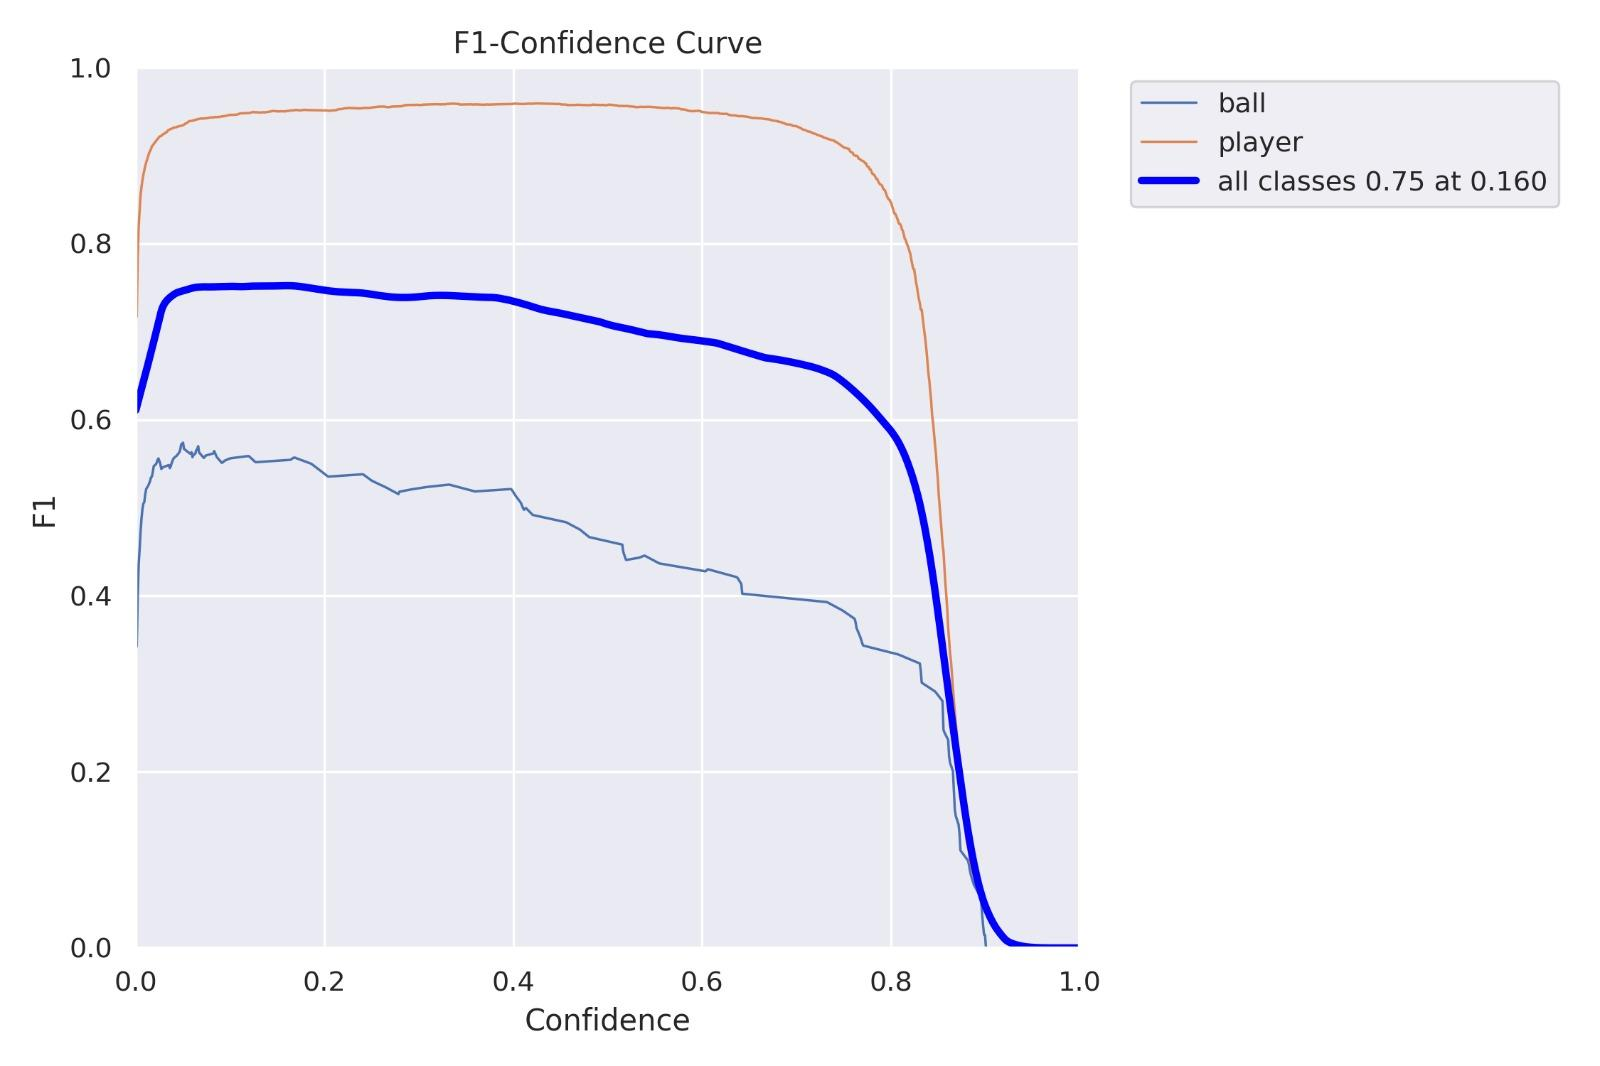 F1-Confidence Curve
1.0
0.8
0.6
0.4
0.2
0.0
F1
0.0 0.2 0.4 0.6 0.8 1.0
Confidence
ball
player
all classes 0.75 at 0.160